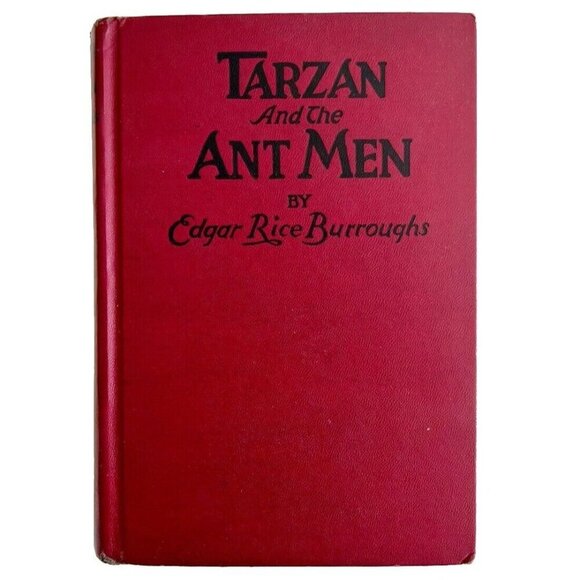 TARZAN
And The
ANT MEN
BY
Edgar Rice Burroughs